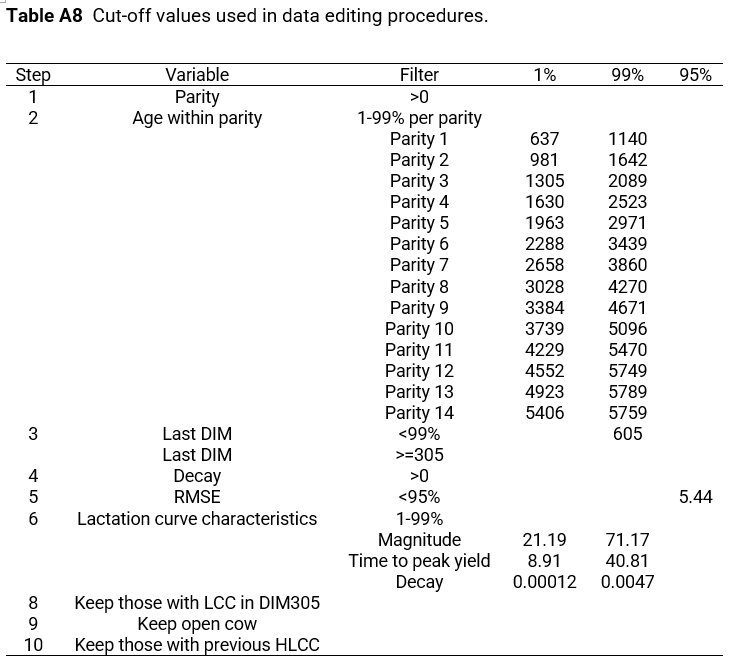 Table A8 Cut-off values used in data editing procedures.
Step Variable Filter 1% 99% 95%
1 Parity >0
2 Age within parity 1-99% per parity
Parity 1 637 1140
Parity 2 981 1642
Parity 3 1305 2089
Parity 4 1630 2523
Parity 5 1963 2971
Parity 6 2288 3439
Parity 7 2658 3860
Parity 8 3028 4270
Parity 9 3384 4671
Parity 10 3739 5096
Parity 11 4229 5470
Parity 12 4552 5749
Parity 13 4923 5789
Parity 14 5406 5759
3 Last DIM <99% 605
Last DIM >=305
4 Decay >0
5 RMSE <95% 5.44
6 Lactation curve characteristics 1-99%
Magnitude 21.19 71.17
Time to peak yield 8.91 40.81
Decay 0.00012 0.0047
8 Keep those with LCC in DIM305
9 Keep open cow
10 Keep those with previous HLCC